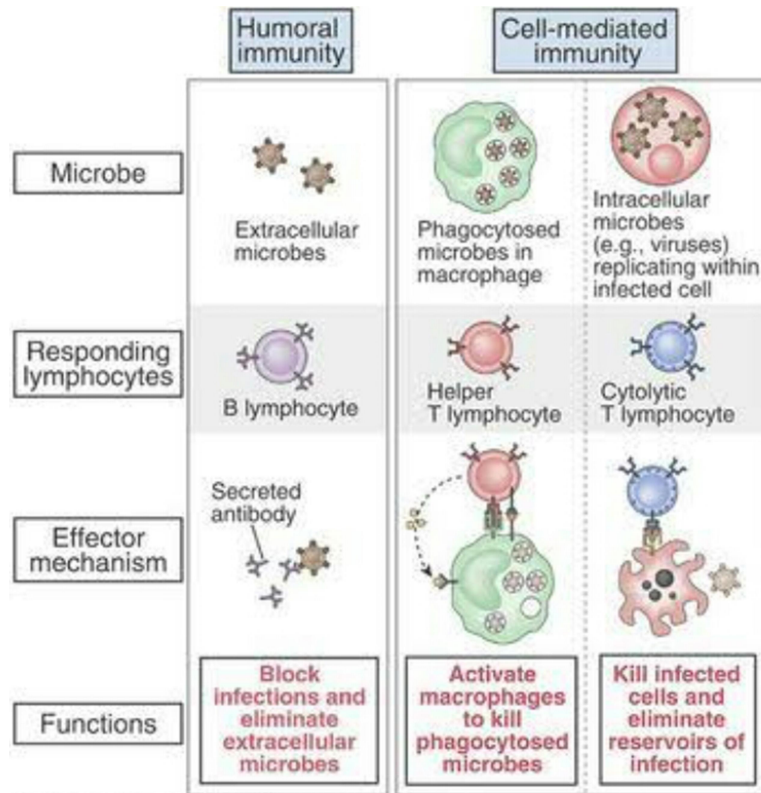 Humoral
immunity
Cell-mediated
immunity
Microbe
Extracellular
microbes
Phagocytosed
microbes in
macrophage
Intracellular
microbes
(e.g., viruses)
replicating within
infected cell
Responding
lymphocytes
B lymphocyte
Helper
T lymphocyte
Cytolytic
T lymphocyte
Effector
mechanism
Secreted
antibody
Functions
Block
infections and
eliminate
extracellular
microbes
Activate
macrophages
to kill
phagocytosed
microbes
Kill infected
cells and
eliminate
reservoirs of
infection